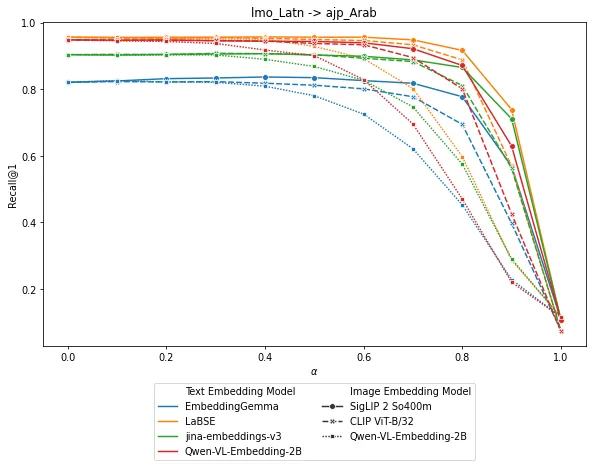 lmo_Latn -> ajp_Arab
Recall@1
1.0
0.8
0.6
0.4
0.2
0.0 0.2 0.4 0.6 0.8 1.0
α
Text Embedding Model Image Embedding Model
EmbeddingGemma SigLIP 2 So400m
LaBSE CLIP ViT-B/32
jina-embeddings-v3 Qwen-VL-Embedding-2B
Qwen-VL-Embedding-2B